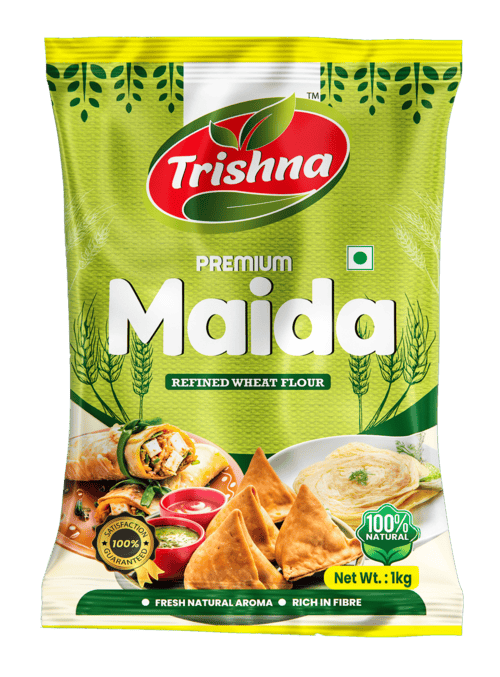 TM
Trishna
PREMIUM
Maida
REFINED WHEAT FLOUR
SATISFACTION
100%
GUARANTEED
100%
NATURAL
Net Wt. : 1kg
FRESH NATURAL AROMA
RICH IN FIBRE